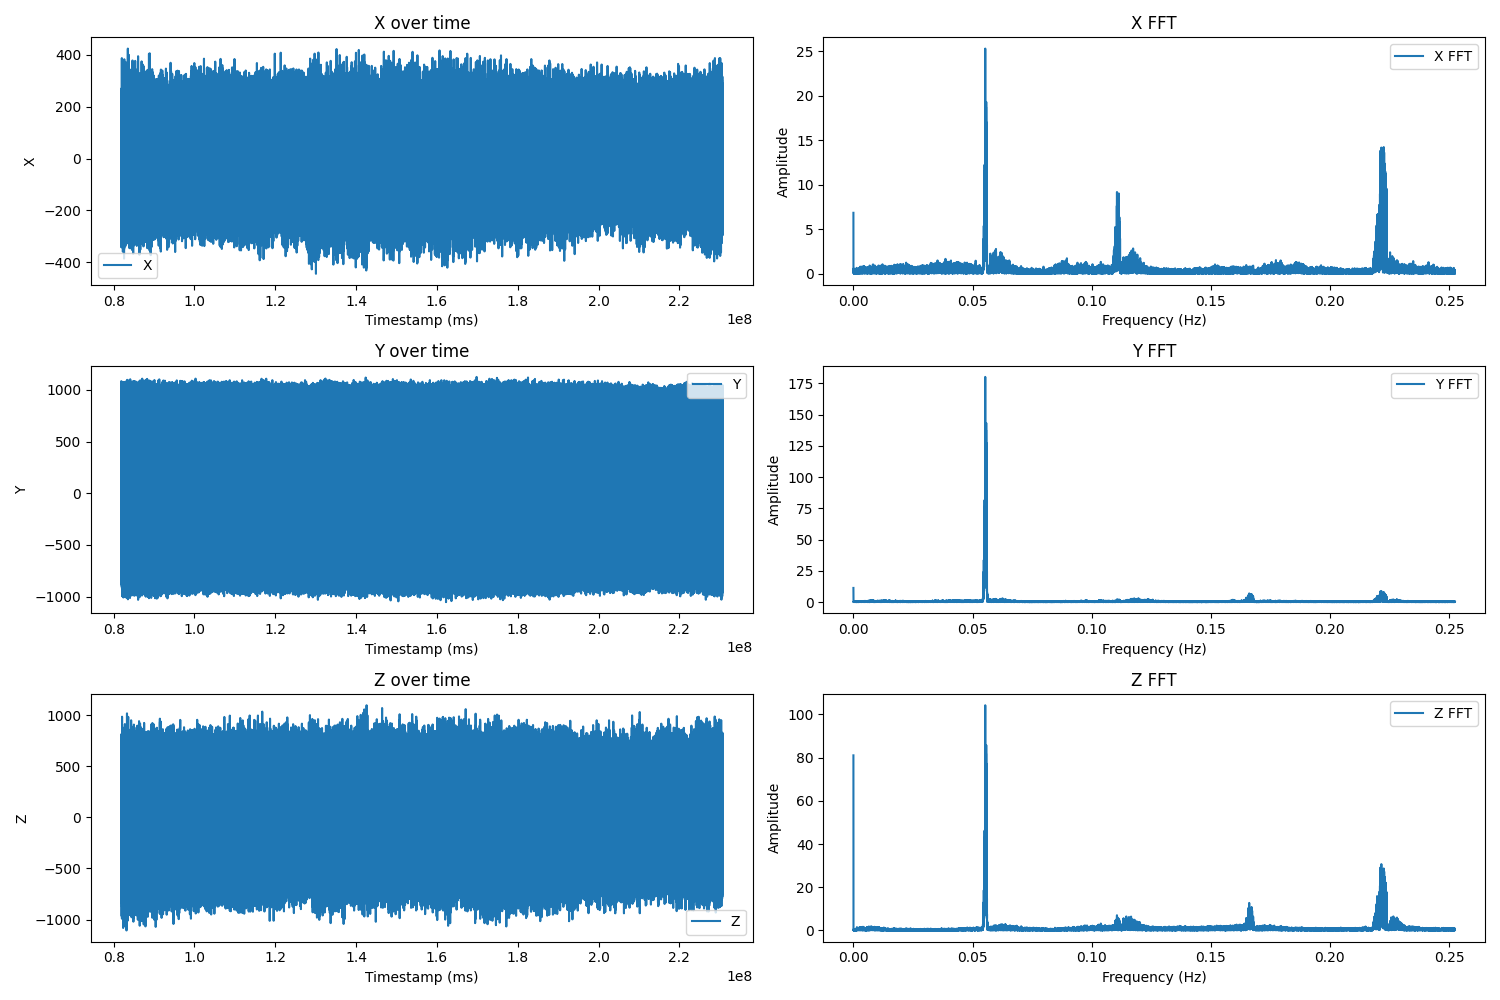 X over time
X
400
200
0
−200
−400
X
0.8
1.0
1.2
1.4
1.6
1.8
2.0
2.2
1e8
Timestamp (ms)
X FFT
Amplitude
25
20
15
10
5
0
X FFT
0.00
0.05
0.10
0.15
0.20
0.25
Frequency (Hz)
Y over time
Y
1000
500
0
−500
−1000
Y
0.8
1.0
1.2
1.4
1.6
1.8
2.0
2.2
1e8
Timestamp (ms)
Y FFT
Amplitude
175
150
125
100
75
50
25
0
Y FFT
0.00
0.05
0.10
0.15
0.20
0.25
Frequency (Hz)
Z over time
Z
1000
500
0
−500
−1000
Z
0.8
1.0
1.2
1.4
1.6
1.8
2.0
2.2
1e8
Timestamp (ms)
Z FFT
Amplitude
100
80
60
40
20
0
Z FFT
0.00
0.05
0.10
0.15
0.20
0.25
Frequency (Hz)